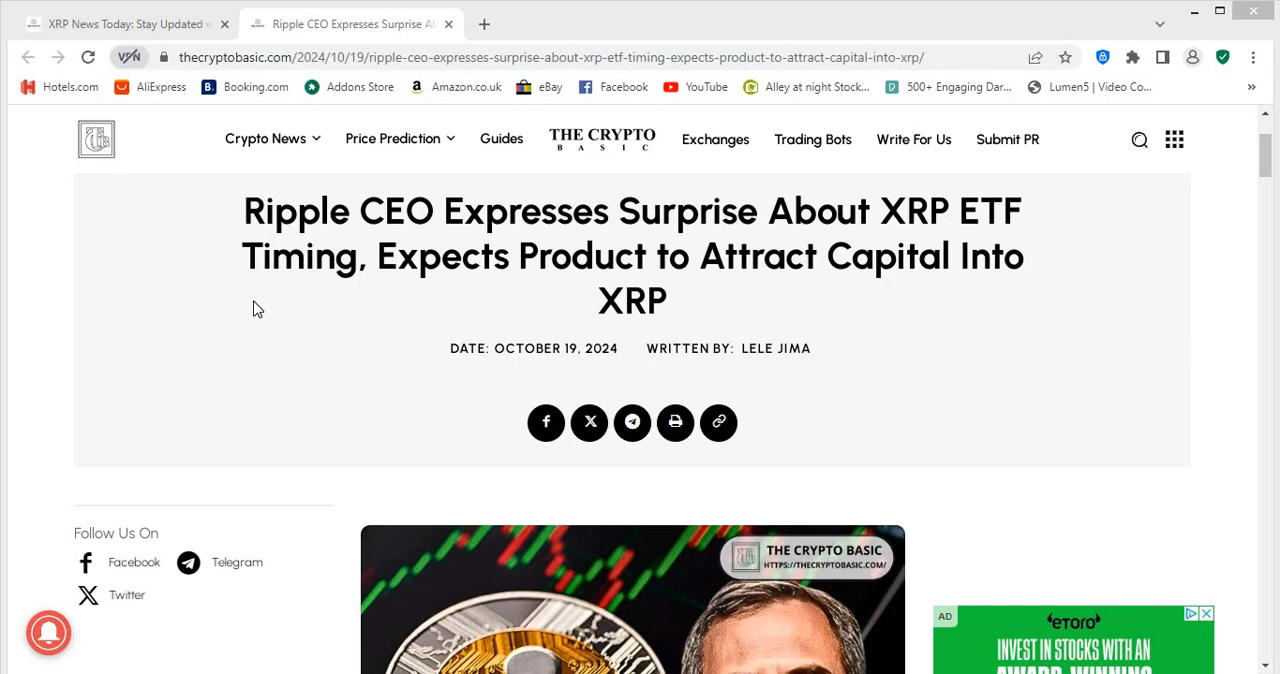 XRP News Today: Stay Updated
Ripple CEO Expresses Surprise A
VPN
thecryptobasic.com/2024/10/19/ripple-ceo-expresses-surprise-about-xrp-etf-timing-expects-product-to-attract-capital-into-xrp/
Hotels.com AliExpress Booking.com Addons Store Amazon.co.uk eBay Facebook YouTube Alley at night Stock... 500+ Engaging Dar... Lumen5 | Video Co... »
Crypto News Price Prediction Guides THE CRYPTO Exchanges Trading Bots Write For Us Submit PR
BASIC
Ripple CEO Expresses Surprise About XRP ETF
Timing, Expects Product to Attract Capital Into
XRP
DATE: OCTOBER 19, 2024 WRITTEN BY: LELE JIMA
Follow Us On
Facebook Telegram
Twitter
THE CRYPTO BASIC
HTTPS://THECRYPTOBASIC.COM/
AD
etoro
INVEST IN STOCKS WITH AN
AWARD-WINNING